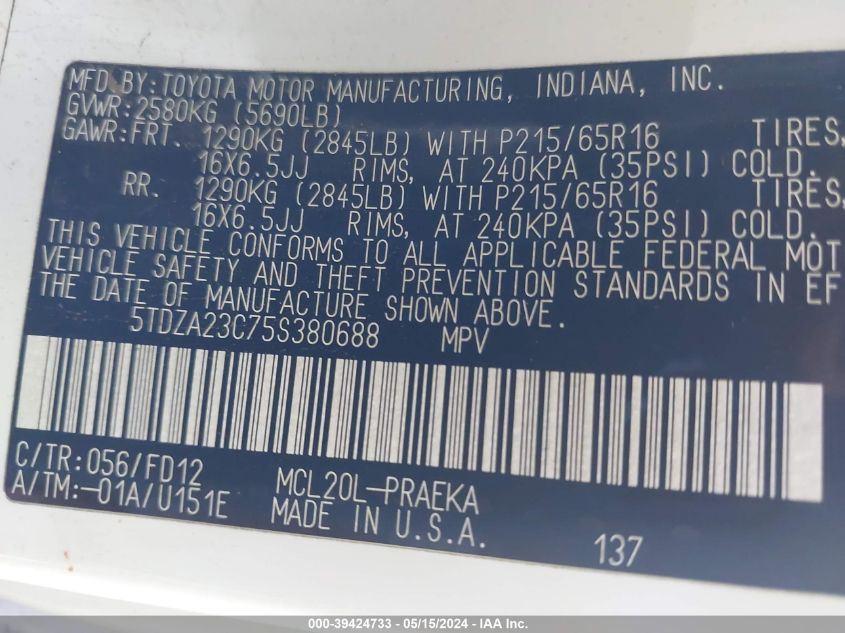 MFD. BY: TOYOTA MOTOR MANUFACTURING, INDIANA, INC.
GVWR: 2580KG (5690LB)
GAWR: FRT. 1290KG (2845LB) WITH P215/65R16 TIRES,
16X6.5JJ RIMS, AT 240KPA (35PSI) COLD.
RR. 1290KG (2845LB) WITH P215/65R16 TIRES,
16X6.5JJ RIMS, AT 240KPA (35PSI) COLD.
THIS VEHICLE CONFORMS TO ALL APPLICABLE FEDERAL MOT
VEHICLE SAFETY AND THEFT PREVENTION STANDARDS IN EF
THE DATE OF MANUFACTURE SHOWN ABOVE.
5TDZA23C75S380688 MPV
C/TR: 056/FD12 MCL20L-PRAEKA
A/TM: -01A/U151E MADE IN U.S.A. 137
000-39424733 - 05/15/2024 - IAA Inc.